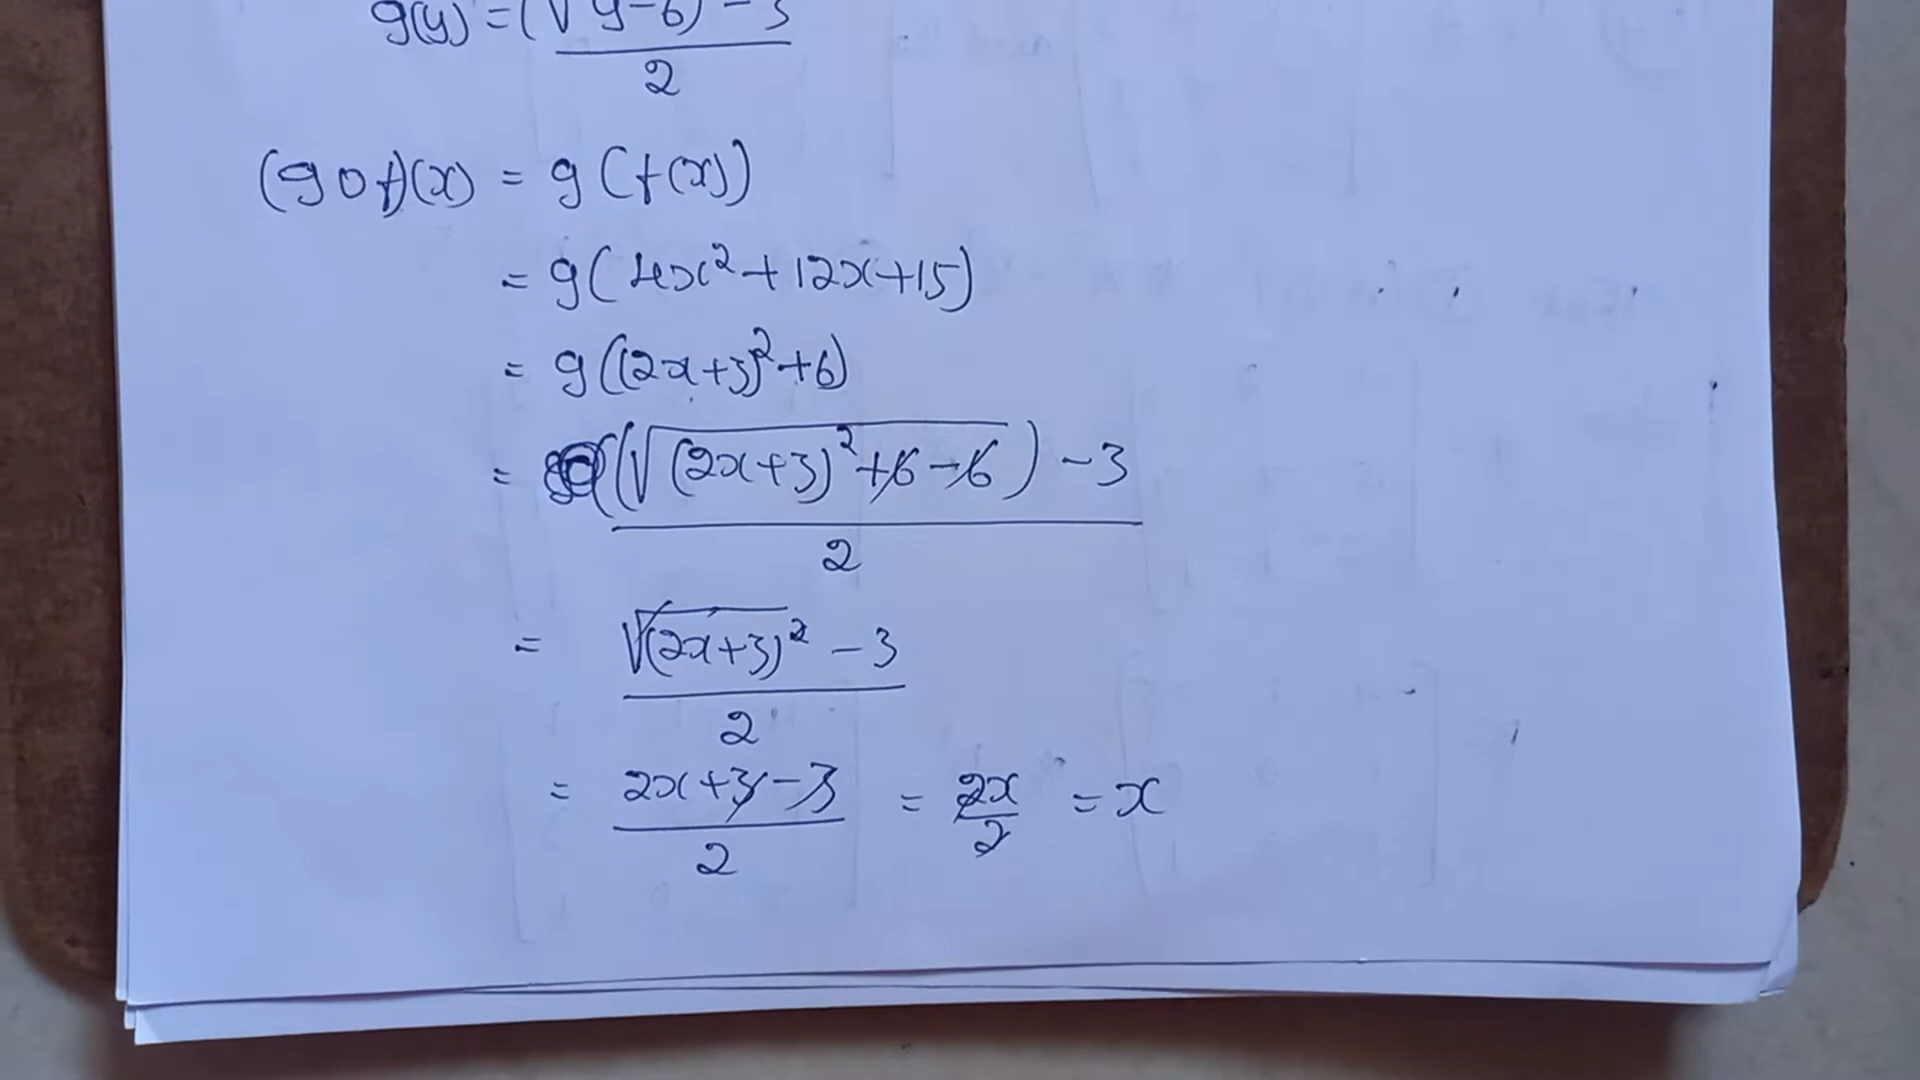 g(y) = (√y-6) - 3
2
(gof)(x) = g(f(x))
= g(4x²+12x+15)
= g((2x+3)²+6)
= ((√(2x+3)²+6-6) - 3
2
= √(2x+3)² - 3
2
= 2x+3-3 = 2x = x
2 2